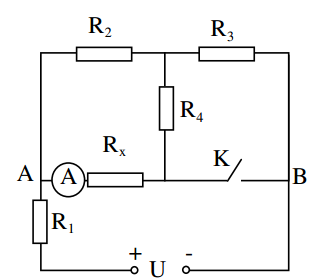 R₂ R₃
R₄
Rₓ K
A A B
R₁
+ U -